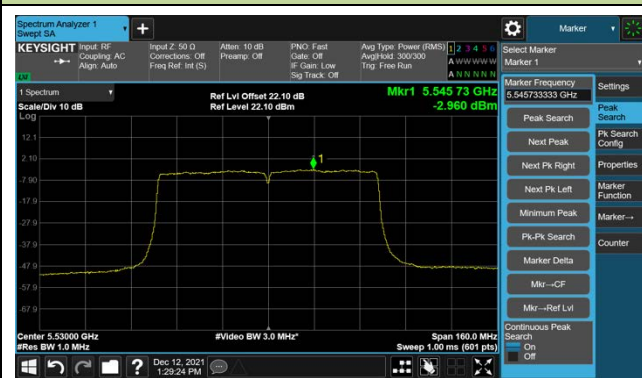 Spectrum Analyzer 1
Swept SA
+
Marker
KEYSIGHT
Input: RF
Coupling: AC
Align: Auto
Input Z: 50 Ω
Corrections: Off
Freq Ref: Int (S)
Atten: 10 dB
Preamp: Off
PNO: Fast
Gate: Off
IF Gain: Low
Sig Track: Off
Avg Type: Power (RMS)
Avg|Hold: 300/300
Trig: Free Run
1 2 3 4 5 6
A W W W W W
A N N N N N
Select Marker
Marker 1
1 Spectrum
Scale/Div 10 dB
Log
Ref Lvl Offset 22.10 dB
Ref Level 22.10 dBm
Mkr1 5.545 73 GHz
-2.960 dBm
12.1
2.10
-7.90
-17.9
-27.9
-37.9
-47.9
-57.9
-67.9
1
Center 5.53000 GHz
#Res BW 1.0 MHz
#Video BW 3.0 MHz*
Span 160.0 MHz
Sweep 1.00 ms (601 pts)
Marker Frequency
5.545733333 GHz
Peak Search
Next Peak
Next Pk Right
Next Pk Left
Minimum Peak
Pk-Pk Search
Marker Delta
Mkr→CF
Mkr→Ref Lvl
Continuous Peak
Search
On
Off
Settings
Peak
Search
Pk Search
Config
Properties
Marker
Function
Marker→
Counter
?
Dec 12, 2021
1:29:24 PM